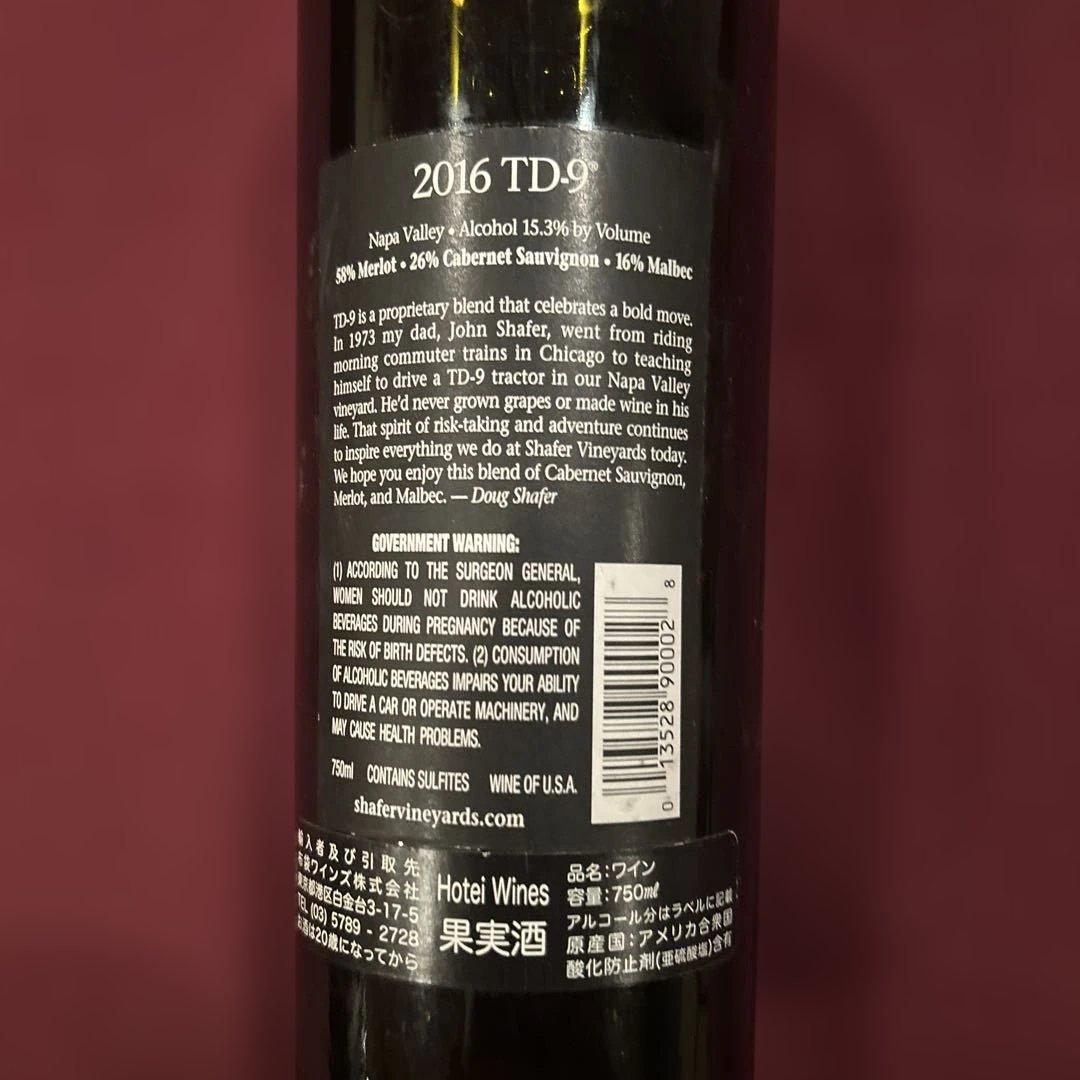 2016 TD-9®
Napa Valley • Alcohol 15.3% by Volume
58% Merlot • 26% Cabernet Sauvignon • 16% Malbec
TD-9 is a proprietary blend that celebrates a bold move.
In 1973 my dad, John Shafer, went from riding
morning commuter trains in Chicago to teaching
himself to drive a TD-9 tractor in our Napa Valley
vineyard. He'd never grown grapes or made wine in his
life. That spirit of risk-taking and adventure continues
to inspire everything we do at Shafer Vineyards today.
We hope you enjoy this blend of Cabernet Sauvignon,
Merlot, and Malbec. — Doug Shafer
GOVERNMENT WARNING:
(1) ACCORDING TO THE SURGEON GENERAL,
WOMEN SHOULD NOT DRINK ALCOHOLIC
BEVERAGES DURING PREGNANCY BECAUSE OF
THE RISK OF BIRTH DEFECTS. (2) CONSUMPTION
OF ALCOHOLIC BEVERAGES IMPAIRS YOUR ABILITY
TO DRIVE A CAR OR OPERATE MACHINERY, AND
MAY CAUSE HEALTH PROBLEMS.
750ml CONTAINS SULFITES WINE OF U.S.A.
shafervineyards.com
0 13528 90002 8
輸入者及び引取先
布袋ワインズ株式会社
東京都港区白金台3-17-5
TEL (03) 5789 - 2728
お酒は20歳になってから
Hotei Wines
果実酒
品名:ワイン
容量:750ml
アルコール分はラベルに記載
原産国:アメリカ合衆国
酸化防止剤(亜硫酸塩)含有